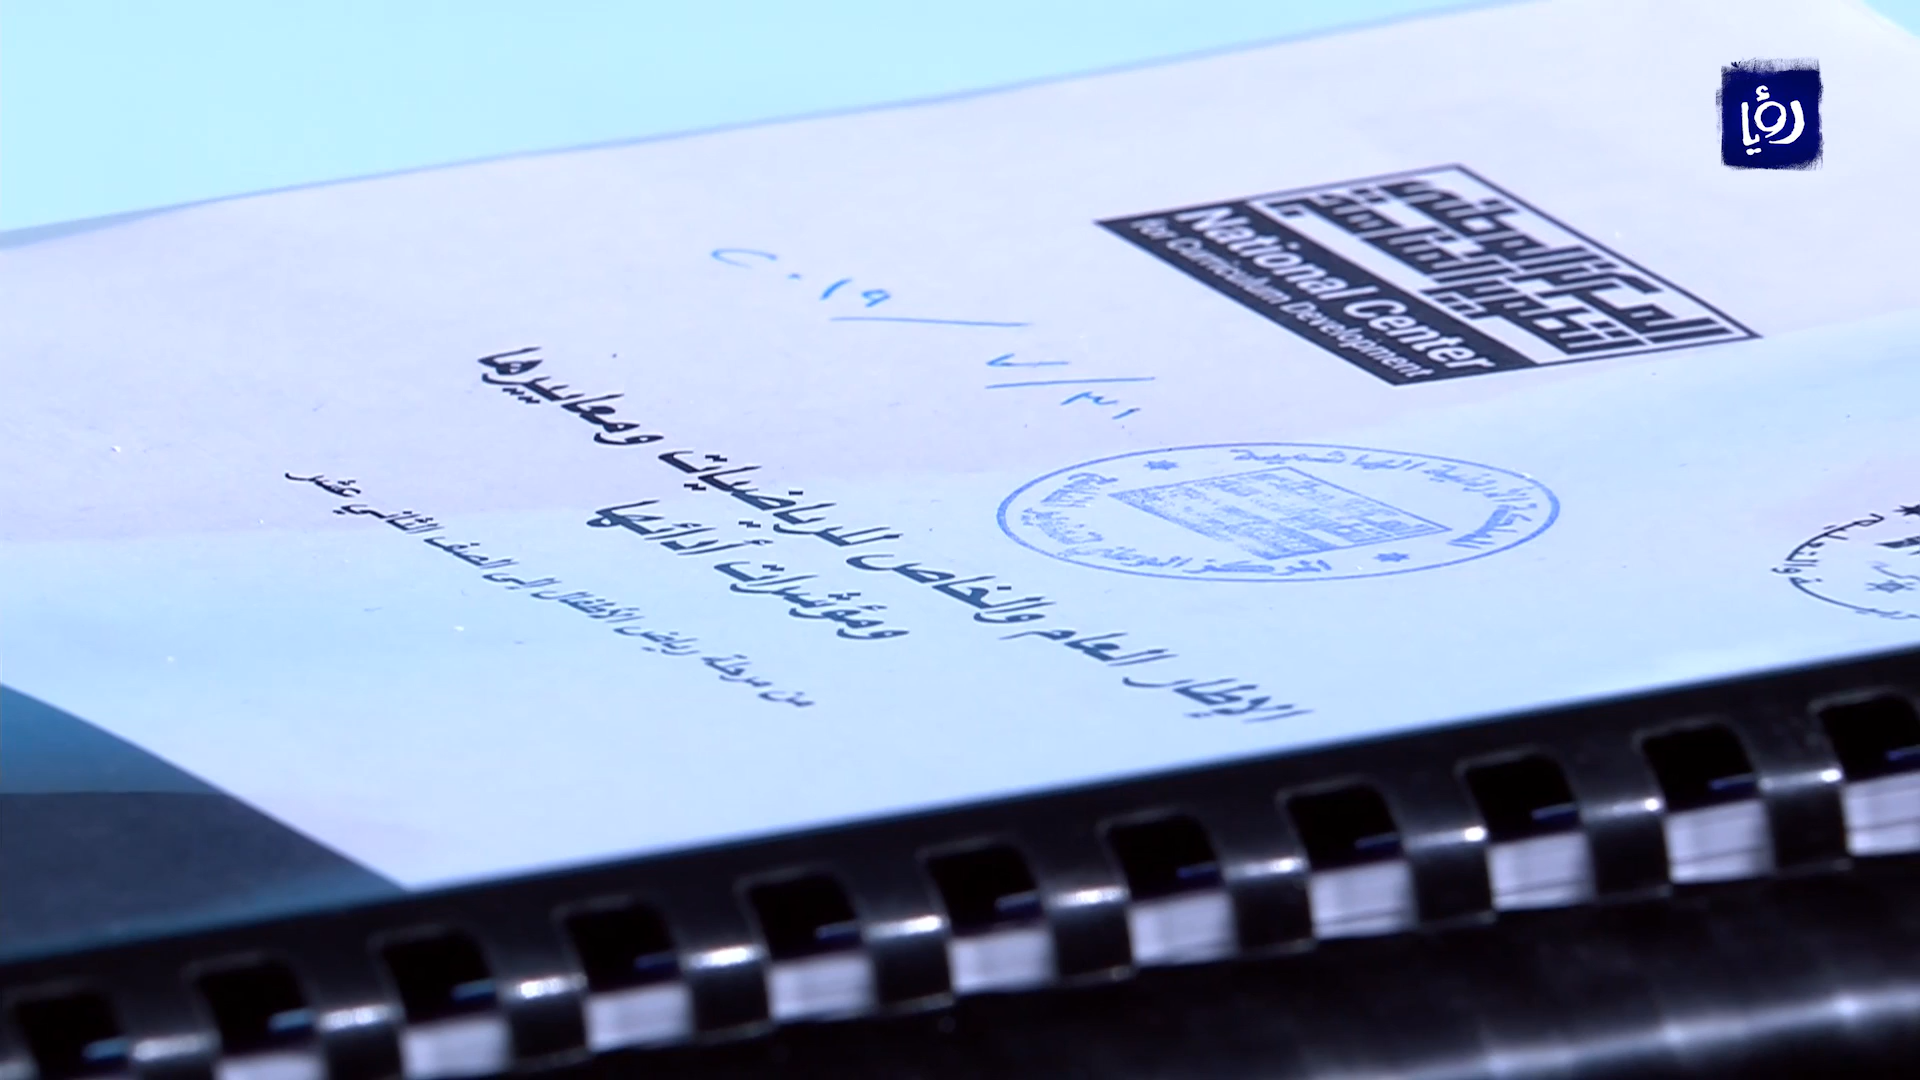 رؤيا
المركز الوطني
لتطوير المناهج
National Center
for Curriculum Development
٣١/٧/٢٠١٩
المملكة الأردنية الهاشمية
المركز الوطني لتطوير المناهج
الإطار العام والخاص للرياضيات ومعاييرها
ومؤشرات أدائها
من مرحلة رياض الأطفال إلى الصف الثاني عشر